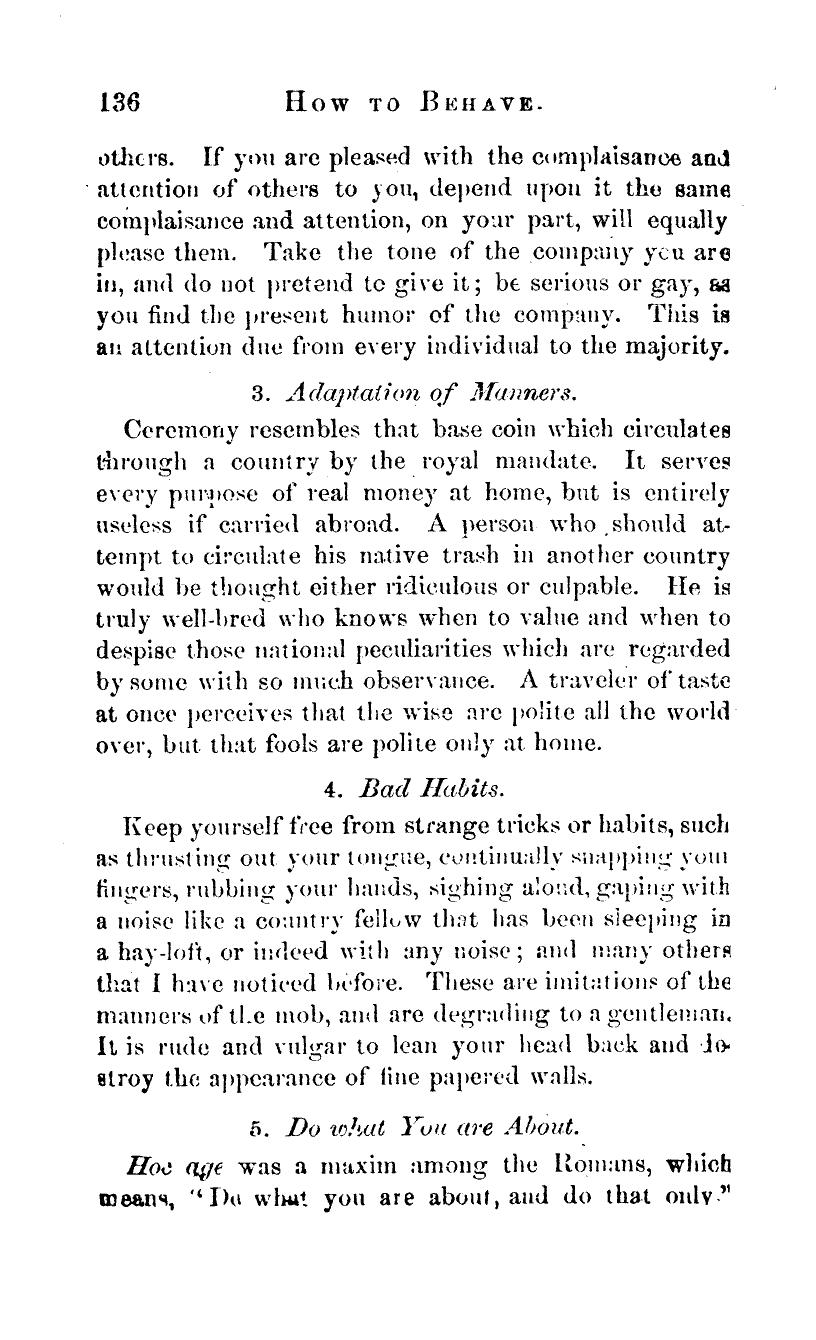 136 How to Behave.
others. If you are pleased with the complaisance and
attention of others to you, depend upon it the same
complaisance and attention, on your part, will equally
please them. Take the tone of the company you are
in, and do not pretend to give it; be serious or gay, as
you find the present humor of the company. This is
an attention due from every individual to the majority.
3. Adaptation of Manners.
Ceremony resembles that base coin which circulates
through a country by the royal mandate. It serves
every purpose of real money at home, but is entirely
useless if carried abroad. A person who should at-
tempt to circulate his native trash in another country
would be thought either ridiculous or culpable. He is
truly well-bred who knows when to value and when to
despise those national peculiarities which are regarded
by some with so much observance. A traveler of taste
at once perceives that the wise are polite all the world
over, but that fools are polite only at home.
4. Bad Habits.
Keep yourself free from strange tricks or habits, such
as thrusting out your tongue, continually snapping your
fingers, rubbing your hands, sighing aloud, gaping with
a noise like a country fellow that has been sleeping in
a hay-loft, or indeed with any noise; and many others
that I have noticed before. These are imitations of the
manners of the mob, and are degrading to a gentleman.
It is rude and vulgar to lean your head back and de-
stroy the appearance of fine papered walls.
5. Do what You are About.
Hoc age was a maxim among the Romans, which
means, "Do what you are about, and do that only."